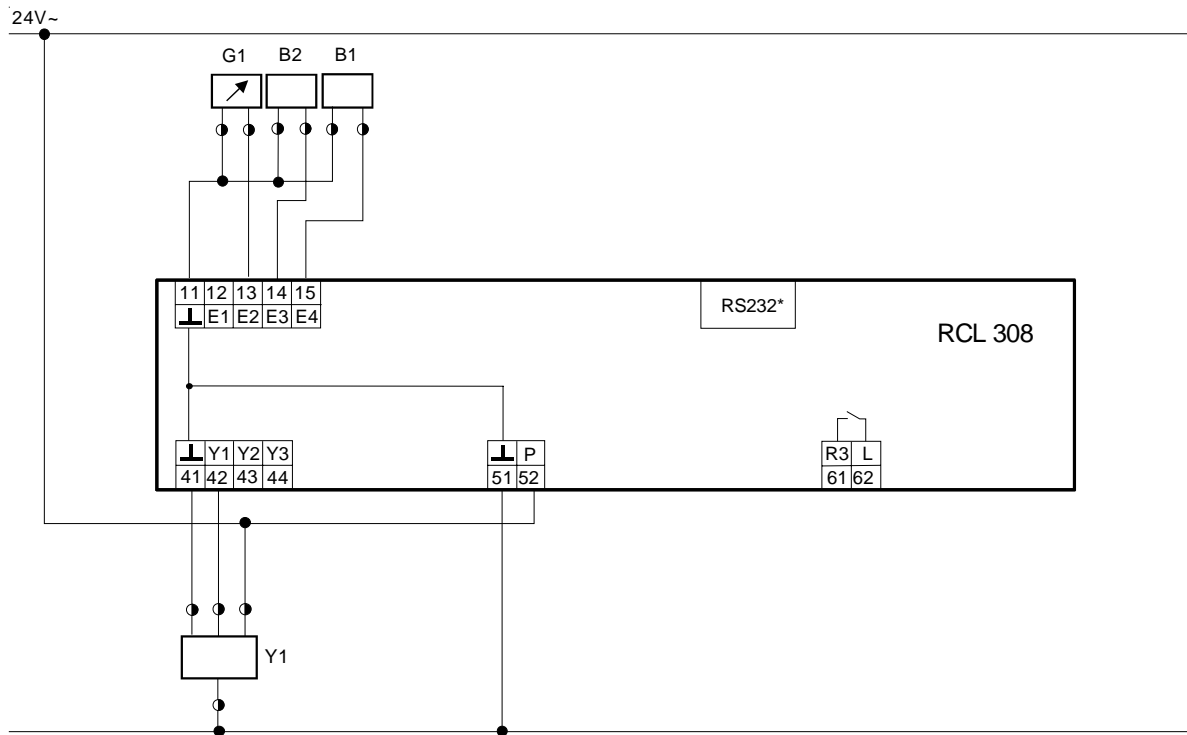 24V~
G1 B2 B1
11 12 13 14 15
⊥ E1 E2 E3 E4
RS232*
RCL 308
⊥ Y1 Y2 Y3
41 42 43 44
⊥ P
51 52
R3 L
61 62
Y1